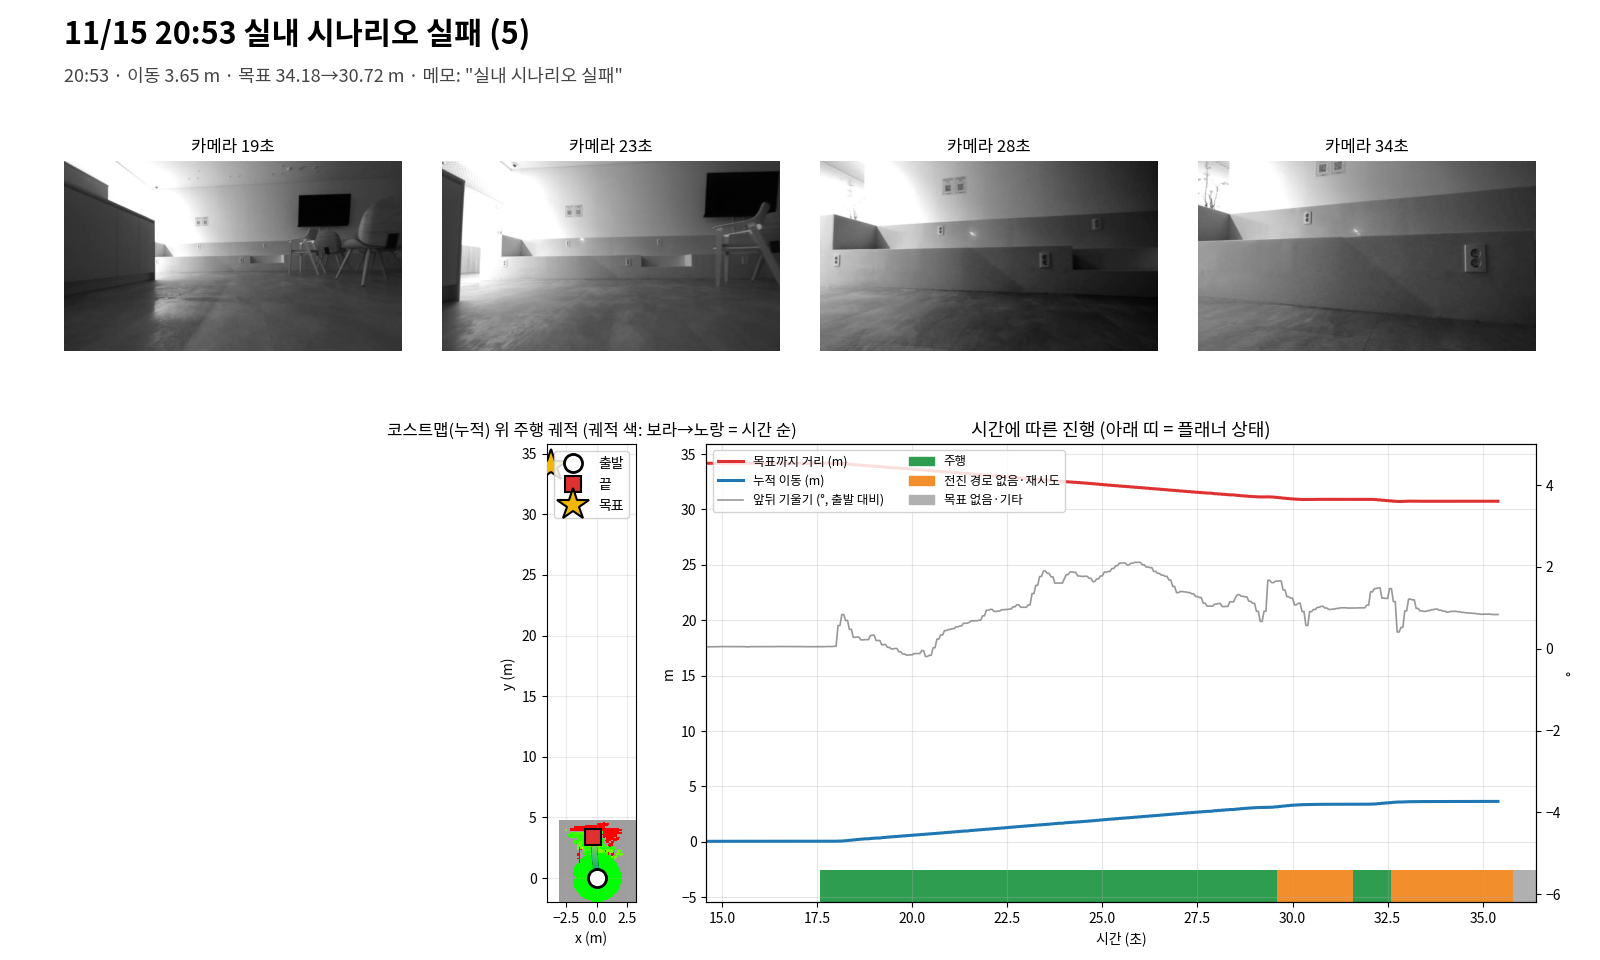 11/15 20:53 실내 시나리오 실패 (5)
20:53 · 이동 3.65 m · 목표 34.18→30.72 m · 메모: "실내 시나리오 실패"
카메라 19초
카메라 23초
카메라 28초
카메라 34초
코스트맵(누적) 위 주행 궤적 (궤적 색: 보라→노랑 = 시간 순)
출발
끝
목표
35
30
25
20
15
10
5
0
y (m)
−2.5 0.0 2.5
x (m)
시간에 따른 진행 (아래 띠 = 플래너 상태)
목표까지 거리 (m)
누적 이동 (m)
앞뒤 기울기 (°, 출발 대비)
주행
전진 경로 없음·재시도
목표 없음·기타
35
30
25
20
15
10
5
0
−5
m
4
2
0
−2
−4
−6
°
15.0 17.5 20.0 22.5 25.0 27.5 30.0 32.5 35.0
시간 (초)